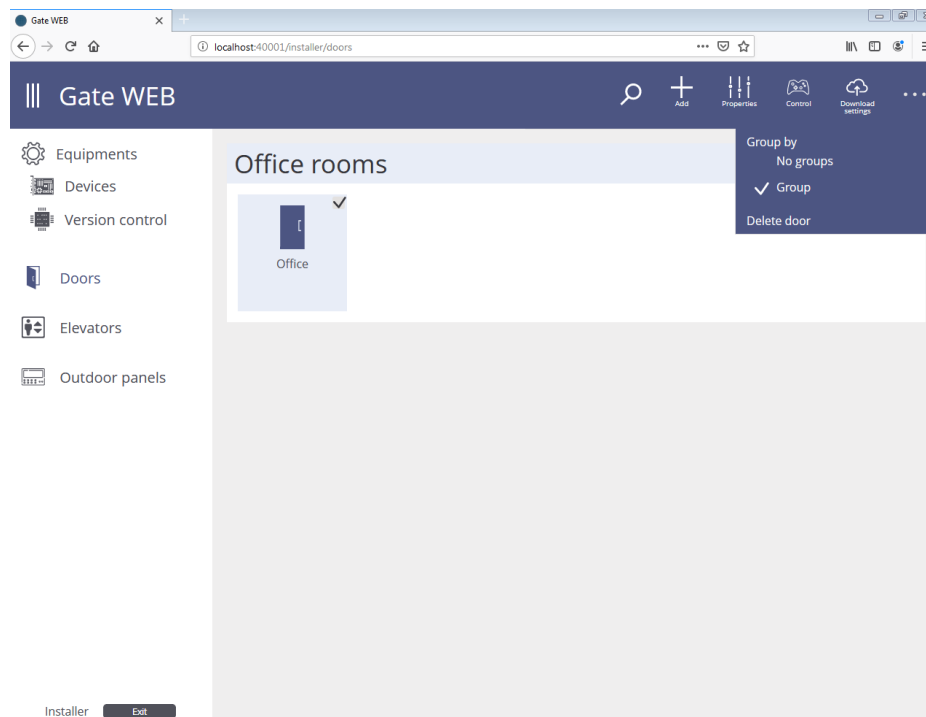 Gate WEB
localhost:40001/installer/doors
Gate WEB
Add
Properties
Control
Download
settings
Equipments
Devices
Version control
Doors
Elevators
Outdoor panels
Office rooms
Office
Group by
No groups
Group
Delete door
Installer
Exit